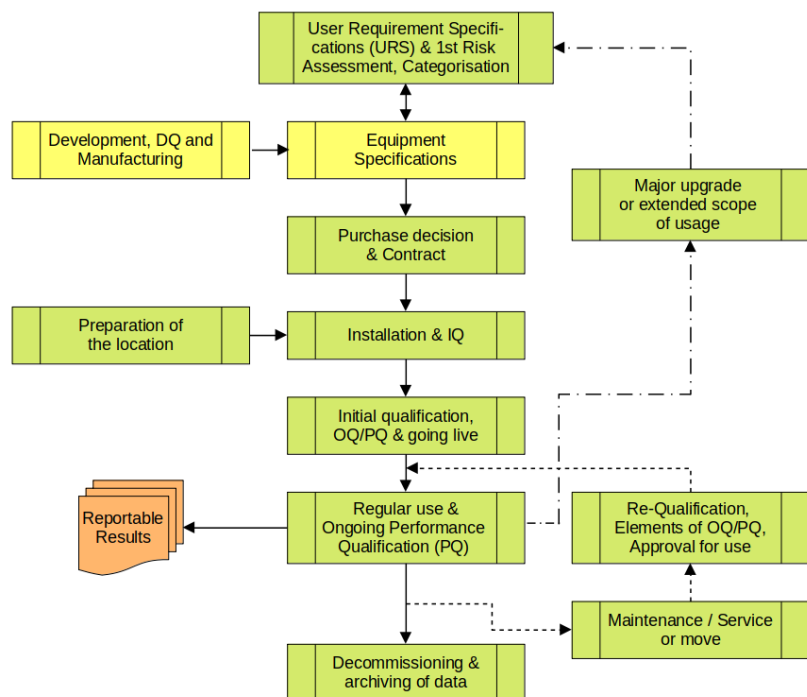 User Requirement Specifi-
cations (URS) & 1st Risk
Assessment, Categorisation
Development, DQ and
Manufacturing
Equipment
Specifications
Major upgrade
or extended scope
of usage
Purchase decision
& Contract
Preparation of
the location
Installation & IQ
Initial qualification,
OQ/PQ & going live
Reportable
Results
Regular use &
Ongoing Performance
Qualification (PQ)
Re-Qualification,
Elements of OQ/PQ,
Approval for use
Maintenance / Service
or move
Decommissioning &
archiving of data